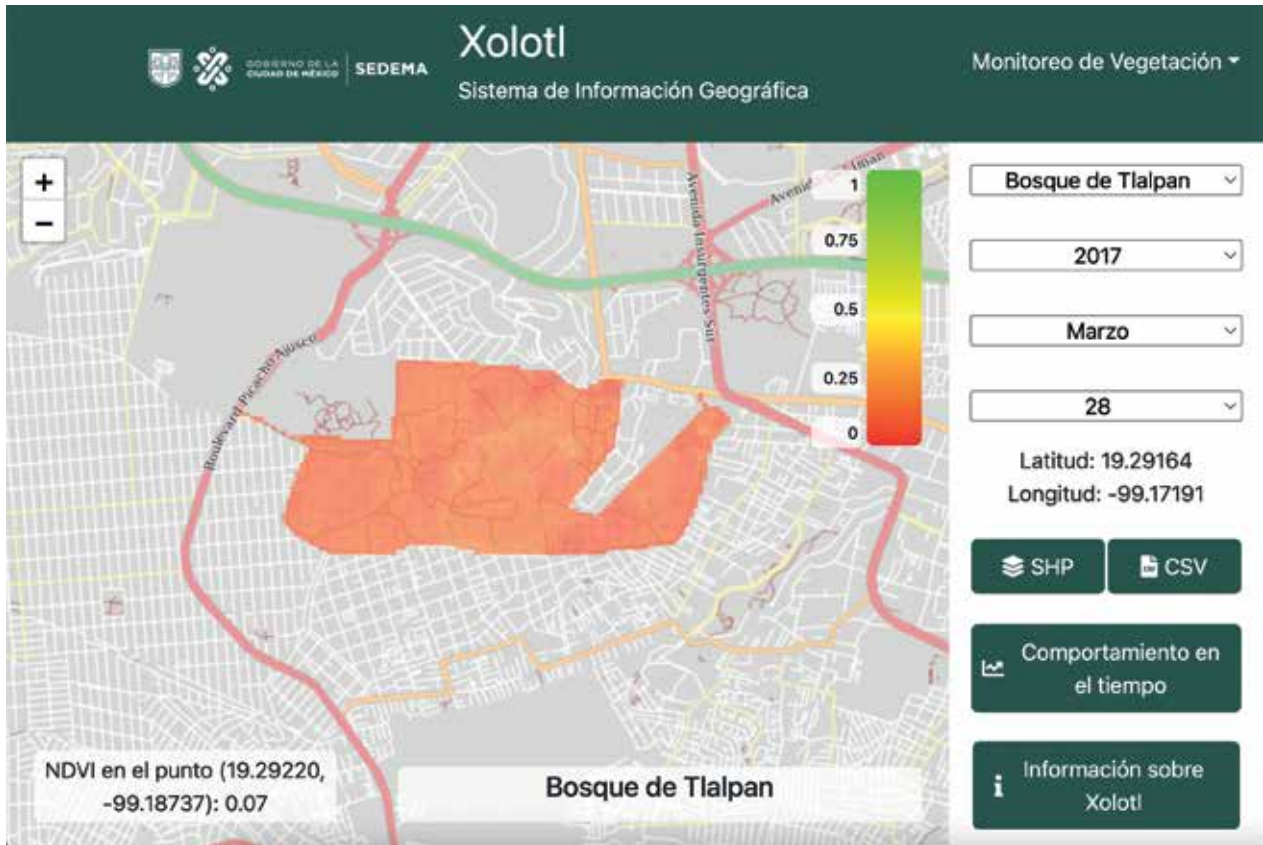 GOBIERNO DE LA
CIUDAD DE MÉXICO
SEDEMA
Xolotl
Sistema de Información Geográfica
Monitoreo de Vegetación
+
−
Avenida Insurgentes Sur
Boulevard Picacho Ajusco
1
0.75
0.5
0.25
0
Bosque de Tlalpan
2017
Marzo
28
Latitud: 19.29164
Longitud: -99.17191
SHP
CSV
Comportamiento en
el tiempo
Información sobre
Xolotl
NDVI en el punto (19.29220,
-99.18737): 0.07
Bosque de Tlalpan